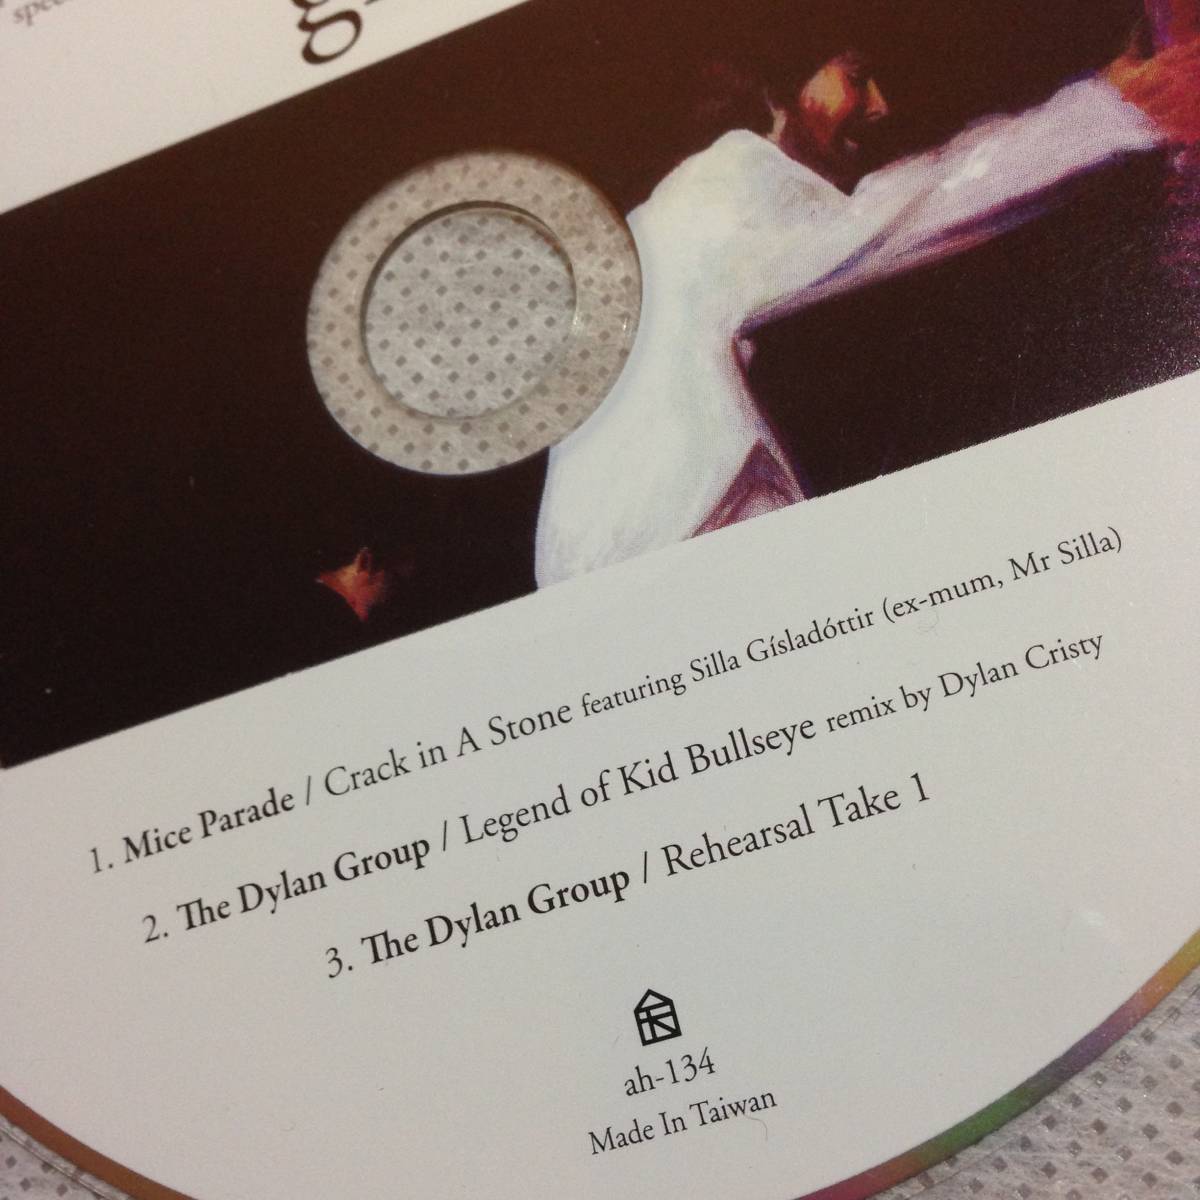 1. Mice Parade / Crack in A Stone featuring Silla Gísladóttir (ex-mum, Mr Silla)
2. The Dylan Group / Legend of Kid Bullseye remix by Dylan Cristy
3. The Dylan Group / Rehearsal Take 1
ah-134
Made In Taiwan